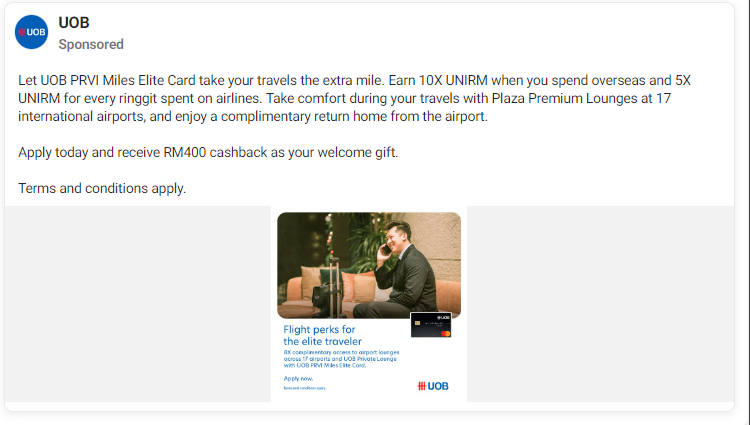 UOB
UOB
Sponsored
Let UOB PRVI Miles Elite Card take your travels the extra mile. Earn 10X UNIRM when you spend overseas and 5X
UNIRM for every ringgit spent on airlines. Take comfort during your travels with Plaza Premium Lounges at 17
international airports, and enjoy a complimentary return home from the airport.
Apply today and receive RM400 cashback as your welcome gift.
Terms and conditions apply.
UOB
Flight perks for
the elite traveler
8X complimentary access to airport lounges
across 17 airports and UOB Private Lounge
with UOB PRVI Miles Elite Card.
Apply now.
Terms and conditions apply.
UOB